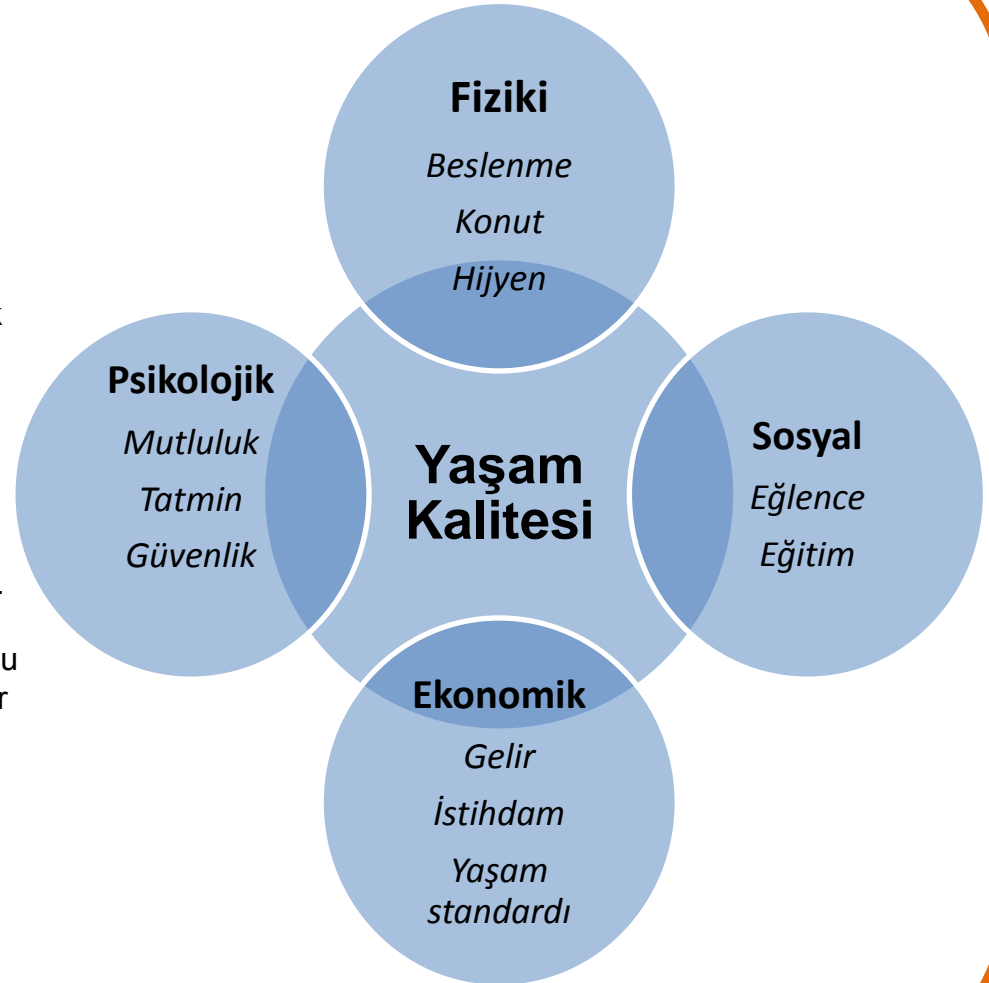 Fiziki
Beslenme
Konut
Hijyen
Psikolojik
Mutluluk
Tatmin
Güvenlik
Yaşam
Kalitesi
Sosyal
Eğlence
Eğitim
Ekonomik
Gelir
İstihdam
Yaşam
standardı